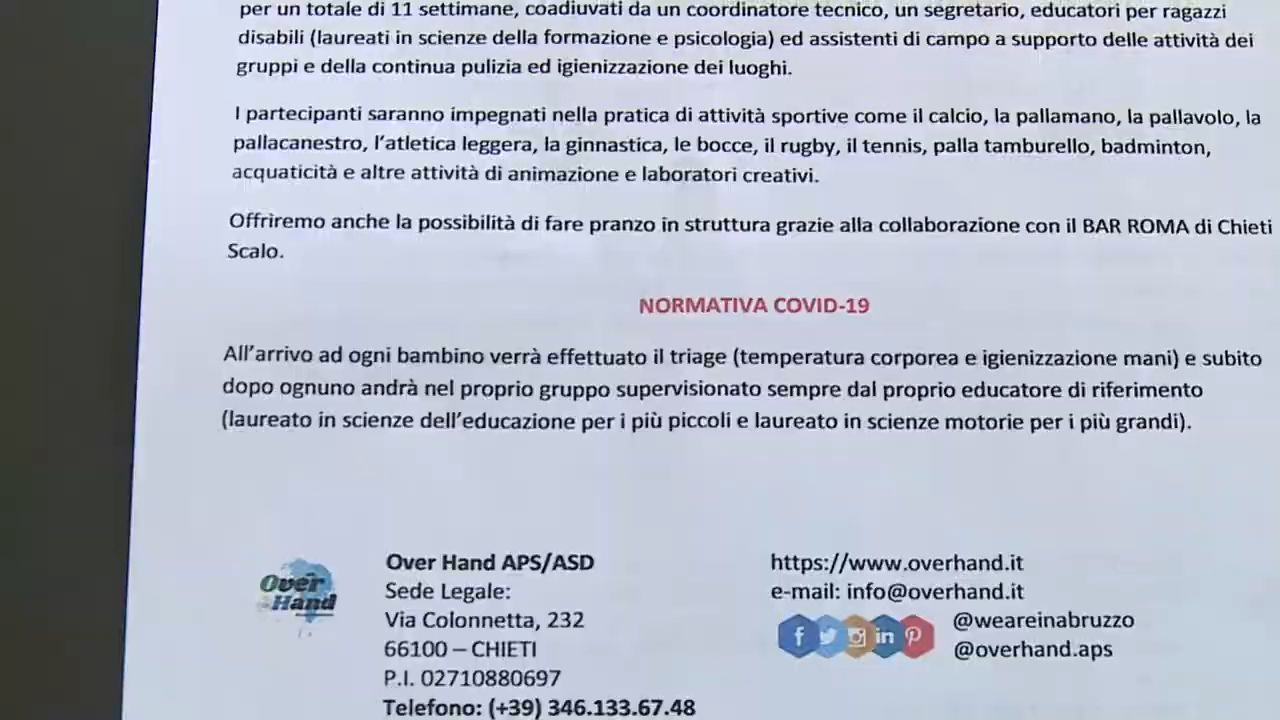 per un totale di 11 settimane, coadiuvati da un coordinatore tecnico, un segretario, educatori per ragazzi
disabili (laureati in scienze della formazione e psicologia) ed assistenti di campo a supporto delle attività dei
gruppi e della continua pulizia ed igienizzazione dei luoghi.
I partecipanti saranno impegnati nella pratica di attività sportive come il calcio, la pallamano, la pallavolo, la
pallacanestro, l'atletica leggera, la ginnastica, le bocce, il rugby, il tennis, palla tamburello, badminton,
acquaticità e altre attività di animazione e laboratori creativi.
Offriremo anche la possibilità di fare pranzo in struttura grazie alla collaborazione con il BAR ROMA di Chieti
Scalo.
NORMATIVA COVID-19
All'arrivo ad ogni bambino verrà effettuato il triage (temperatura corporea e igienizzazione mani) e subito
dopo ognuno andrà nel proprio gruppo supervisionato sempre dal proprio educatore di riferimento
(laureato in scienze dell'educazione per i più piccoli e laureato in scienze motorie per i più grandi).
Over
Hand
Over Hand APS/ASD
Sede Legale:
Via Colonnetta, 232
66100 – CHIETI
P.I. 02710880697
Telefono: (+39) 346.133.67.48
https://www.overhand.it
e-mail: info@overhand.it
@weareinabruzzo
@overhand.aps